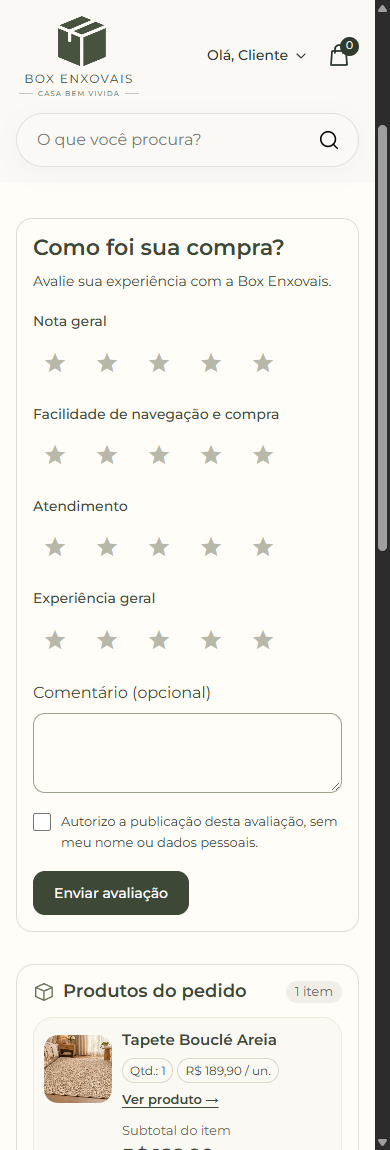 BOX ENXOVAIS
CASA BEM VIVIDA
Olá, Cliente
0
O que você procura?
Como foi sua compra?
Avalie sua experiência com a Box Enxovais.
Nota geral
Facilidade de navegação e compra
Atendimento
Experiência geral
Comentário (opcional)
Autorizo a publicação desta avaliação, sem
meu nome ou dados pessoais.
Enviar avaliação
Produtos do pedido
1 item
Tapete Bouclé Areia
Qtd.: 1
R$ 189,90 / un.
Ver produto →
Subtotal do item